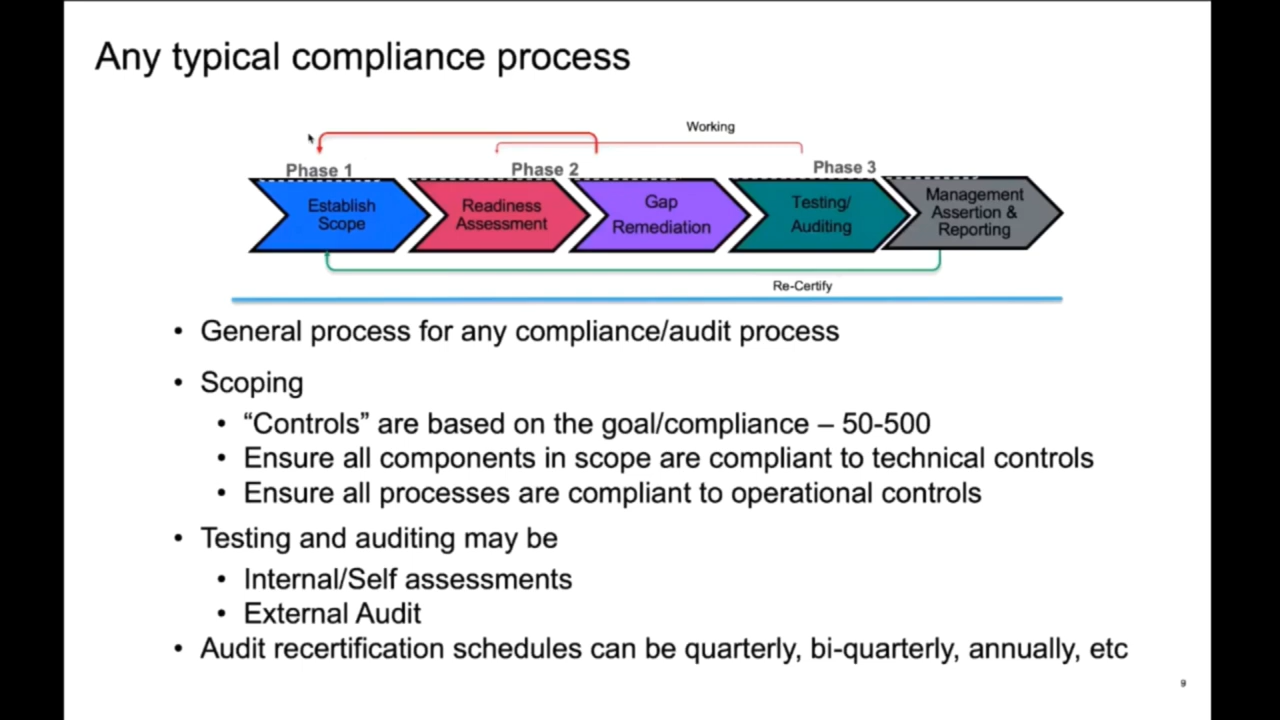 Any typical compliance process
Working
Phase 1
Phase 2
Phase 3
Establish
Scope
Readiness
Assessment
Gap
Remediation
Testing/
Auditing
Management
Assertion &
Reporting
Re-Certify
• General process for any compliance/audit process
• Scoping
• “Controls” are based on the goal/compliance – 50-500
• Ensure all components in scope are compliant to technical controls
• Ensure all processes are compliant to operational controls
• Testing and auditing may be
• Internal/Self assessments
• External Audit
• Audit recertification schedules can be quarterly, bi-quarterly, annually, etc
9